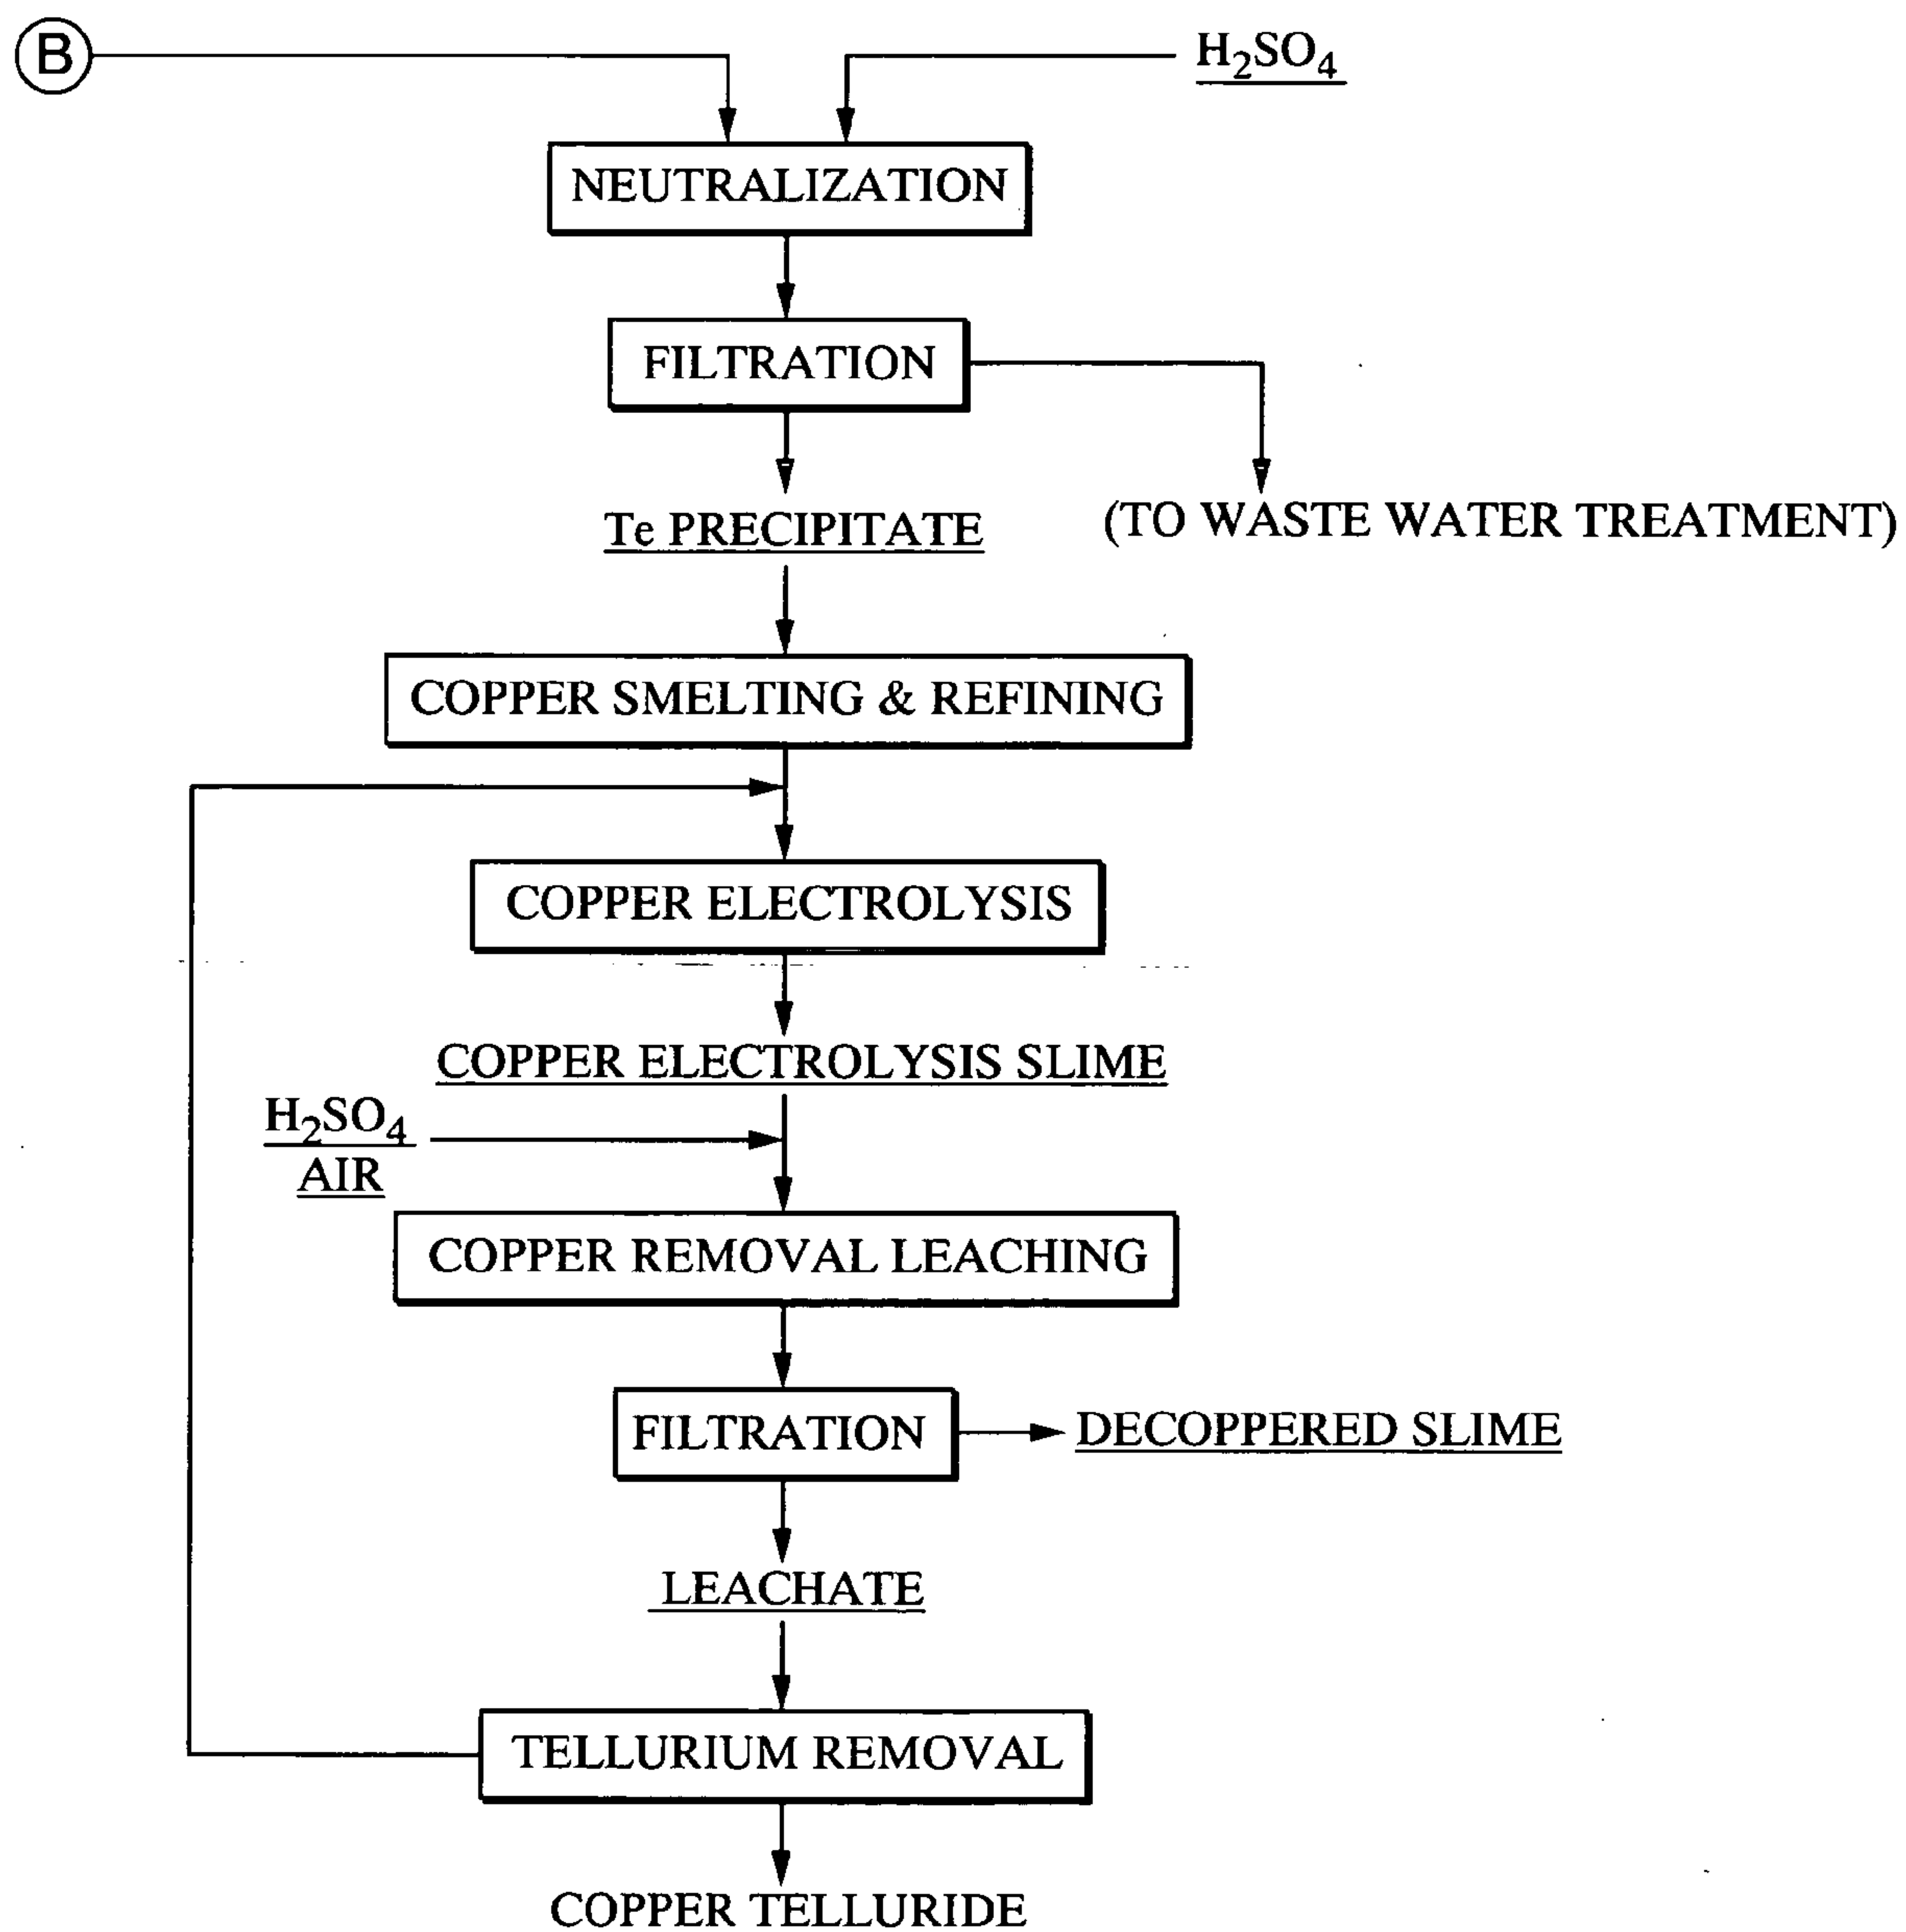 B
H₂SO₄
NEUTRALIZATION
FILTRATION
Te PRECIPITATE
(TO WASTE WATER TREATMENT)
COPPER SMELTING & REFINING
COPPER ELECTROLYSIS
COPPER ELECTROLYSIS SLIME
H₂SO₄
AIR
COPPER REMOVAL LEACHING
FILTRATION
DECOPPERED SLIME
LEACHATE
TELLURIUM REMOVAL
COPPER TELLURIDE